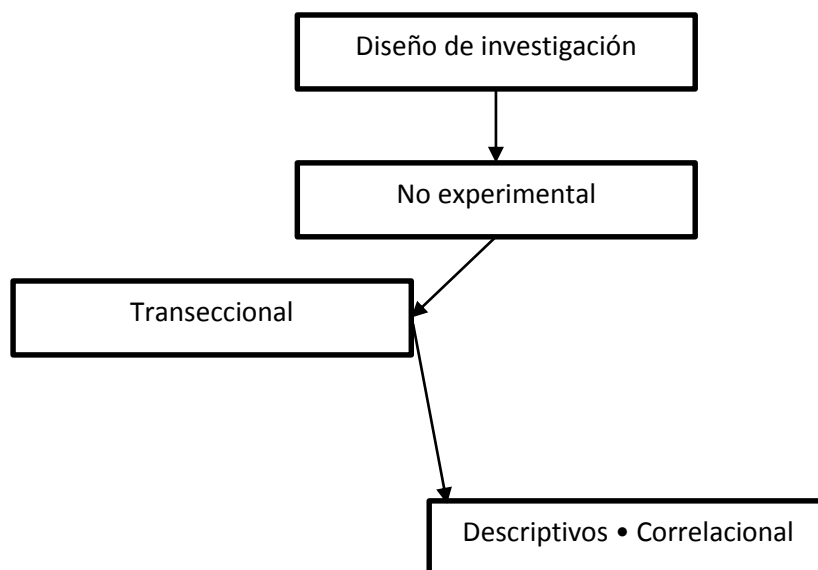 Diseño de investigación
No experimental
Transeccional
Descriptivos • Correlacional